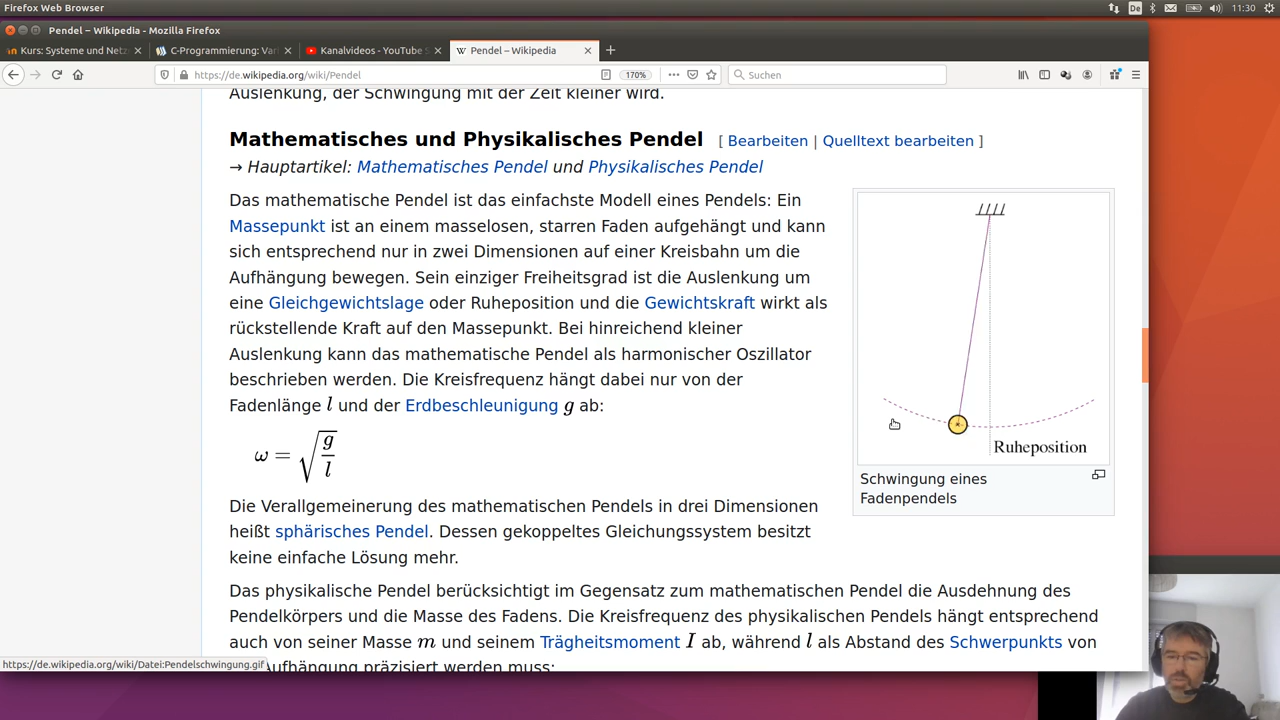 Firefox Web Browser
De
11:30
Pendel – Wikipedia - Mozilla Firefox
Kurs: Systeme und Netz
C-Programmierung: Var
Kanalvideos - YouTube S
Pendel – Wikipedia
https://de.wikipedia.org/wiki/Pendel
170%
Suchen
Auslenkung, der Schwingung mit der Zeit kleiner wird.
Mathematisches und Physikalisches Pendel [ Bearbeiten | Quelltext bearbeiten ]
→ Hauptartikel: Mathematisches Pendel und Physikalisches Pendel
Das mathematische Pendel ist das einfachste Modell eines Pendels: Ein
Massepunkt ist an einem masselosen, starren Faden aufgehängt und kann
sich entsprechend nur in zwei Dimensionen auf einer Kreisbahn um die
Aufhängung bewegen. Sein einziger Freiheitsgrad ist die Auslenkung um
eine Gleichgewichtslage oder Ruheposition und die Gewichtskraft wirkt als
rückstellende Kraft auf den Massepunkt. Bei hinreichend kleiner
Auslenkung kann das mathematische Pendel als harmonischer Oszillator
beschrieben werden. Die Kreisfrequenz hängt dabei nur von der
Fadenlänge l und der Erdbeschleunigung g ab:
ω = √(g/l)
Ruheposition
Schwingung eines
Fadenpendels
Die Verallgemeinerung des mathematischen Pendels in drei Dimensionen
heißt sphärisches Pendel. Dessen gekoppeltes Gleichungssystem besitzt
keine einfache Lösung mehr.
Das physikalische Pendel berücksichtigt im Gegensatz zum mathematischen Pendel die Ausdehnung des
Pendelkörpers und die Masse des Fadens. Die Kreisfrequenz des physikalischen Pendels hängt entsprechend
auch von seiner Masse m und seinem Trägheitsmoment I ab, während l als Abstand des Schwerpunkts von
Aufhängung präzisiert werden muss:
https://de.wikipedia.org/wiki/Datei:Pendelschwingung.gif